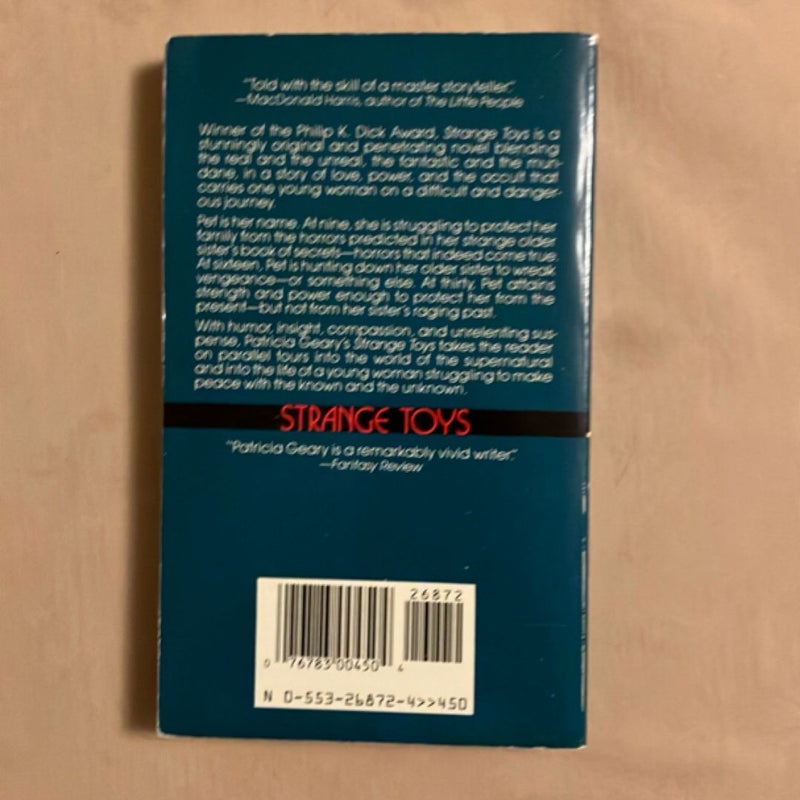 "Told with the skill of a master storyteller."
—MacDonald Harris, author of The Little People
Winner of the Philip K. Dick Award, Strange Toys is a
stunningly original and penetrating novel blending
the real and the unreal, the fantastic and the mun-
dane, in a story of love, power, and the occult that
carries one young woman on a difficult and danger-
ous journey.
Pet is her name. At nine, she is struggling to protect her
family from the horrors predicted in her strange older
sister's book of secrets—horrors that indeed come true.
At sixteen, Pet is hunting down her older sister to wreak
vengeance—or something else. At thirty, Pet attains
strength and power enough to protect her from the
present—but not from her sister's raging past.
With humor, insight, compassion, and unrelenting sus-
pense, Patricia Geary's Strange Toys takes the reader
on parallel tours into the world of the supernatural
and into the life of a young woman struggling to make
peace with the known and the unknown.
STRANGE TOYS
"Patricia Geary is a remarkably vivid writer."
—Fantasy Review
26872
0 76783 00450 4
N 0-553-26872-4>>450